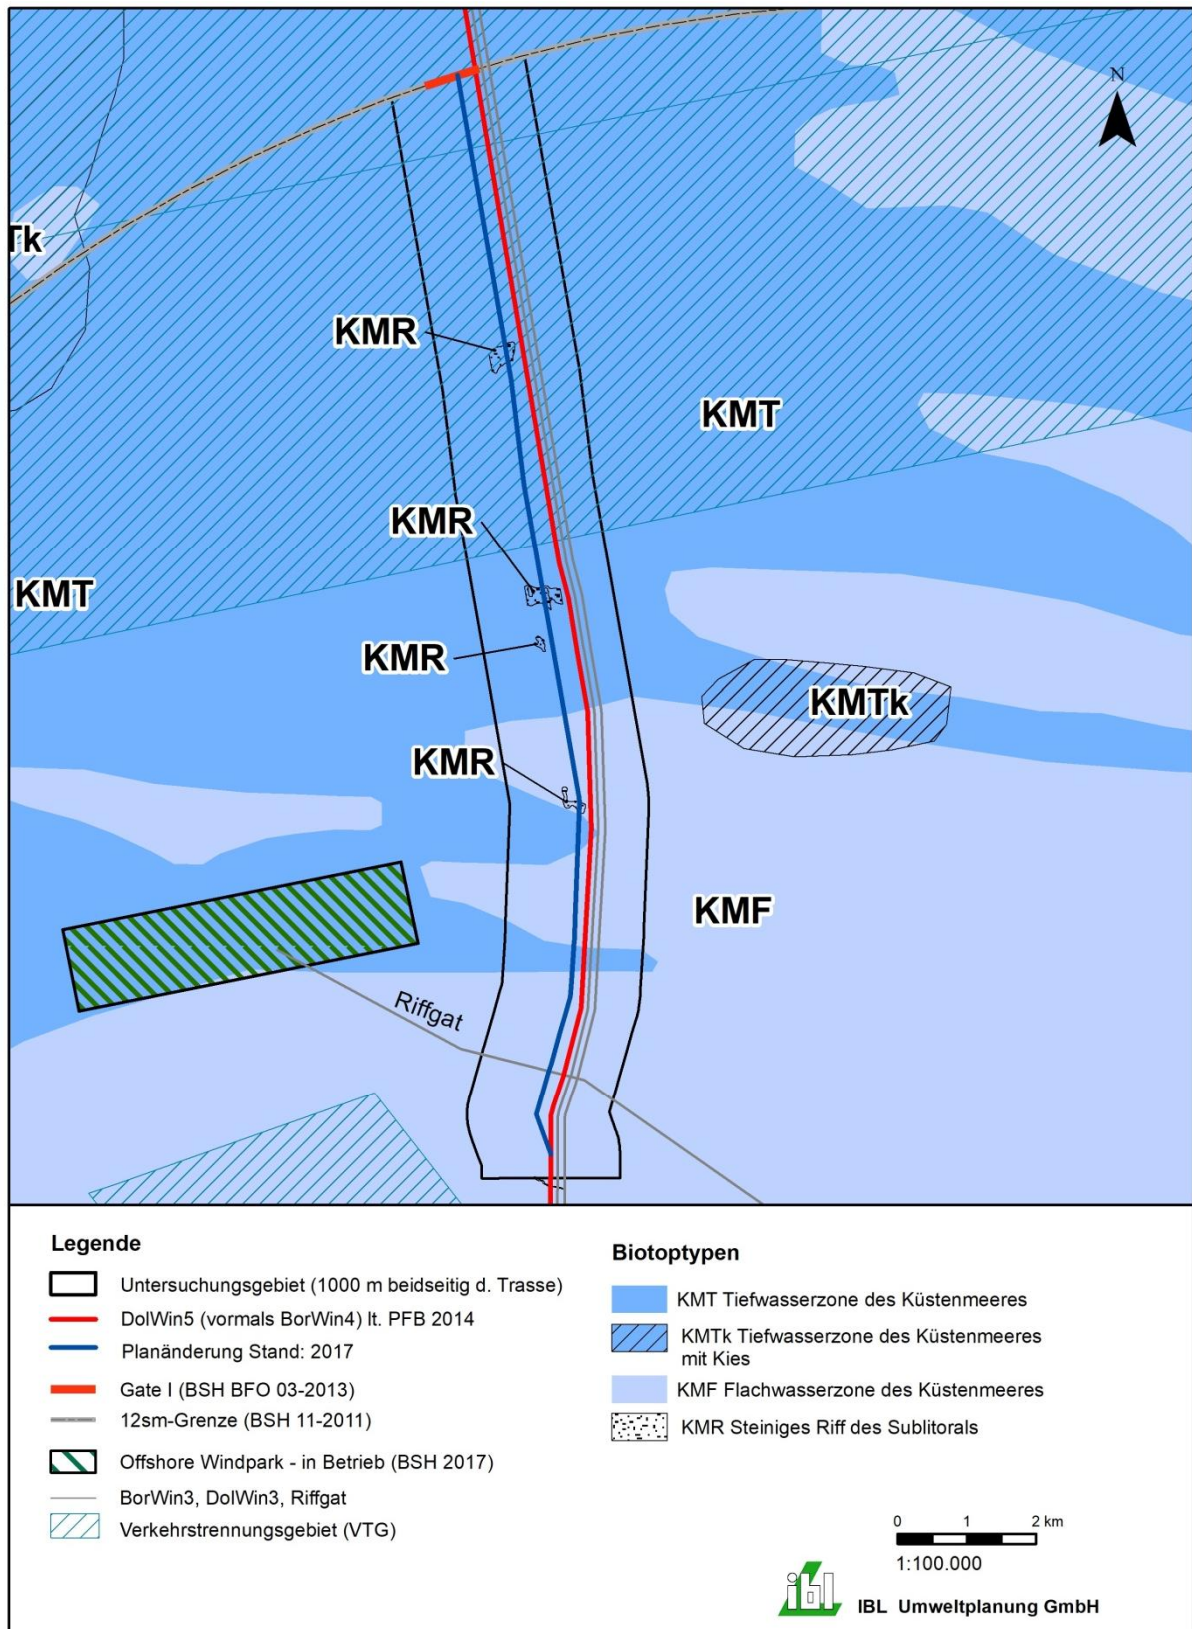 N
Tk
KMR
KMT
KMR
KMT
KMR
KMTk
KMR
KMF
Riffgat
Legende
Untersuchungsgebiet (1000 m beidseitig d. Trasse)
DolWin5 (vormals BorWin4) lt. PFB 2014
Planänderung Stand: 2017
Gate I (BSH BFO 03-2013)
12sm-Grenze (BSH 11-2011)
Offshore Windpark - in Betrieb (BSH 2017)
BorWin3, DolWin3, Riffgat
Verkehrstrennungsgebiet (VTG)
Biotoptypen
KMT Tiefwasserzone des Küstenmeeres
KMTk Tiefwasserzone des Küstenmeeres
mit Kies
KMF Flachwasserzone des Küstenmeeres
KMR Steiniges Riff des Sublitorals
0 1 2 km
1:100.000
ibl
IBL Umweltplanung GmbH